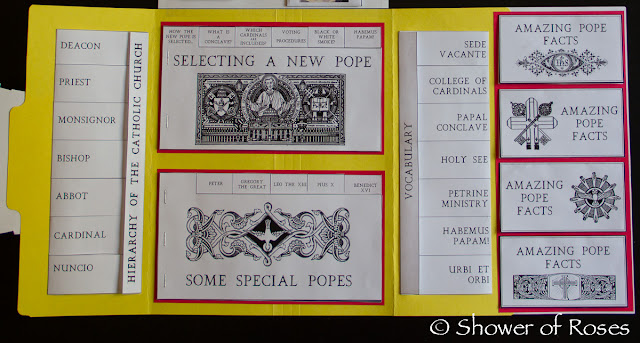 DEACON
PRIEST
MONSIGNOR
BISHOP
ABBOT
CARDINAL
NUNCIO
HIERARCHY OF THE CATHOLIC CHURCH
HOW THE
NEW POPE IS
SELECTED...
WHAT IS
A
CONCLAVE?
WHICH
CARDINALS
ARE
INCLUDED?
VOTING
PROCEDURES
BLACK OR
WHITE
SMOKE?
HABEMUS
PAPAM!
SELECTING A NEW POPE
PETER
GREGORY
THE GREAT
LEO THE XIII
PIUS X
BENEDICT
XVI
SOME SPECIAL POPES
VOCABULARY
SEDE
VACANTE
COLLEGE OF
CARDINALS
PAPAL
CONCLAVE
HOLY SEE
PETRINE
MINISTRY
HABEMUS
PAPAM!
URBI ET
ORBI
AMAZING POPE
FACTS
IHS
AMAZING
POPE
FACTS
AMAZING
POPE
FACTS
AMAZING POPE
FACTS
© Shower of Roses